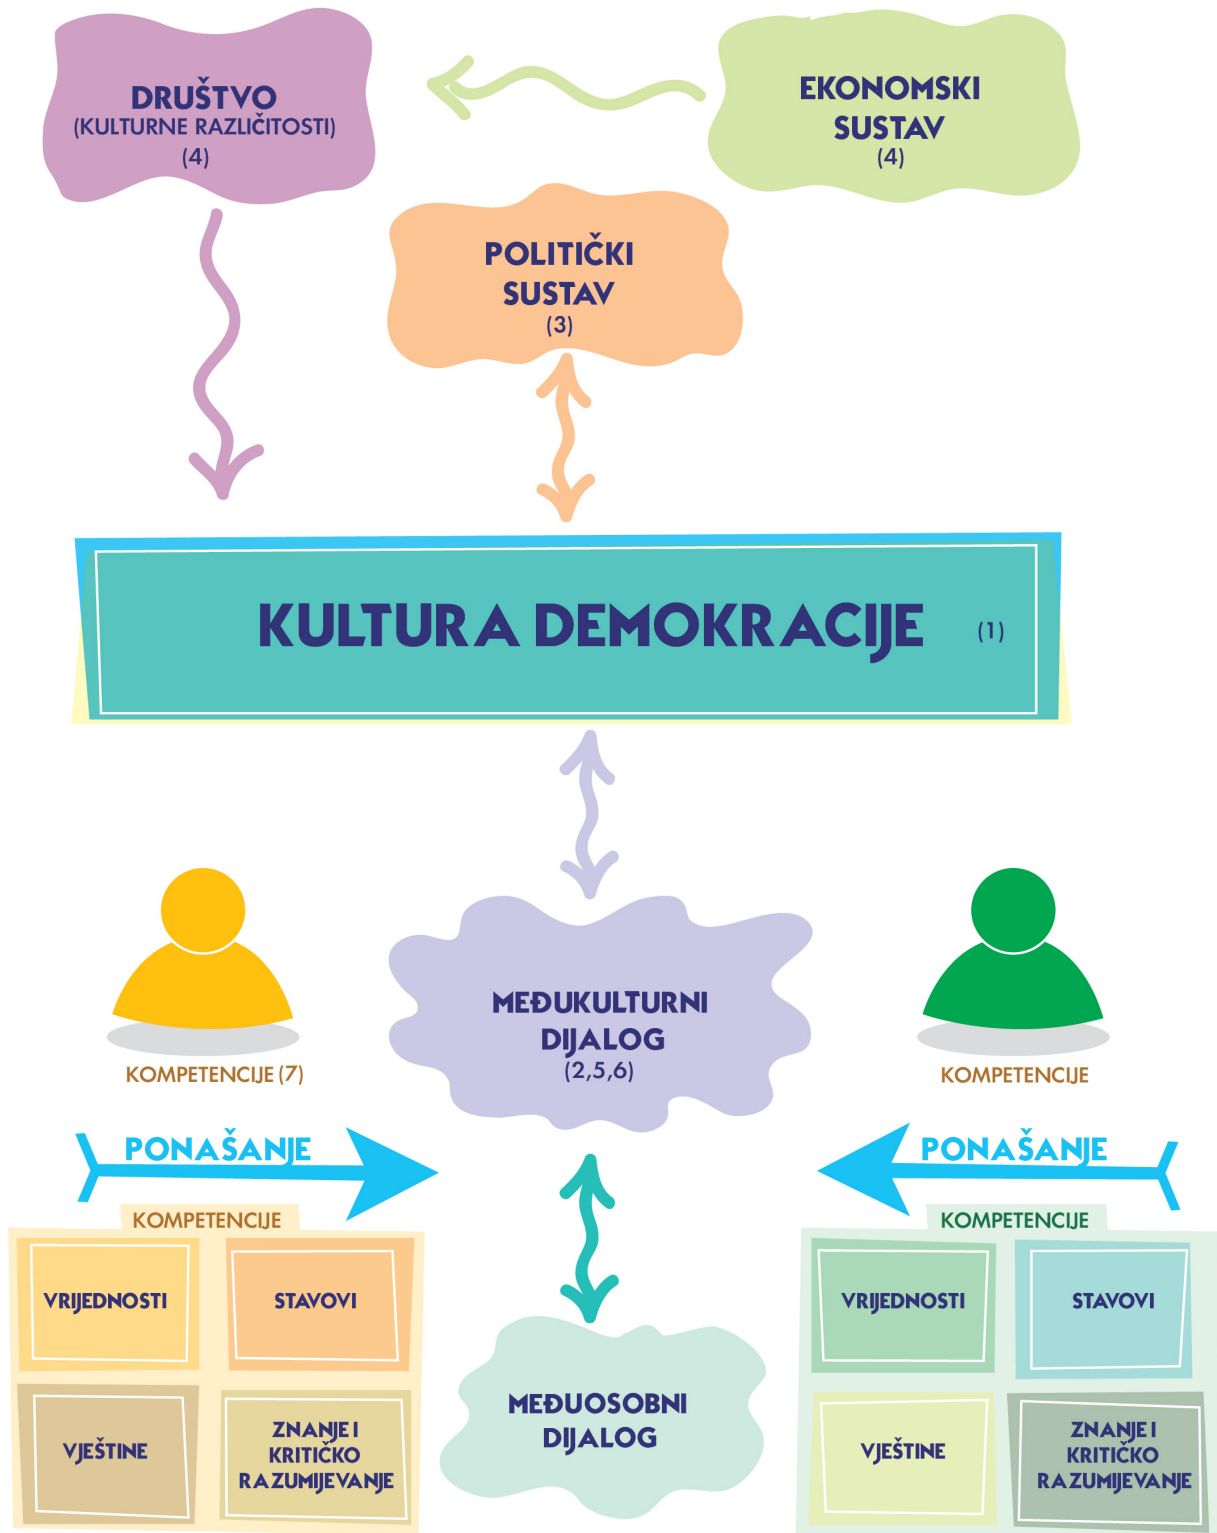 DRUŠTVO
(KULTURNE RAZLIČITOSTI)
(4)
EKONOMSKI
SUSTAV
(4)
POLITIČKI
SUSTAV
(3)
KULTURA DEMOKRACIJE (1)
MEĐUKULTURNI
DIJALOG
(2,5,6)
KOMPETENCIJE (7)
KOMPETENCIJE
PONAŠANJE
PONAŠANJE
KOMPETENCIJE
VRIJEDNOSTI
STAVOVI
VJEŠTINE
ZNANJE I
KRITIČKO
RAZUMIJEVANJE
MEĐUOSOBNI
DIJALOG
KOMPETENCIJE
VRIJEDNOSTI
STAVOVI
VJEŠTINE
ZNANJE I
KRITIČKO
RAZUMIJEVANJE